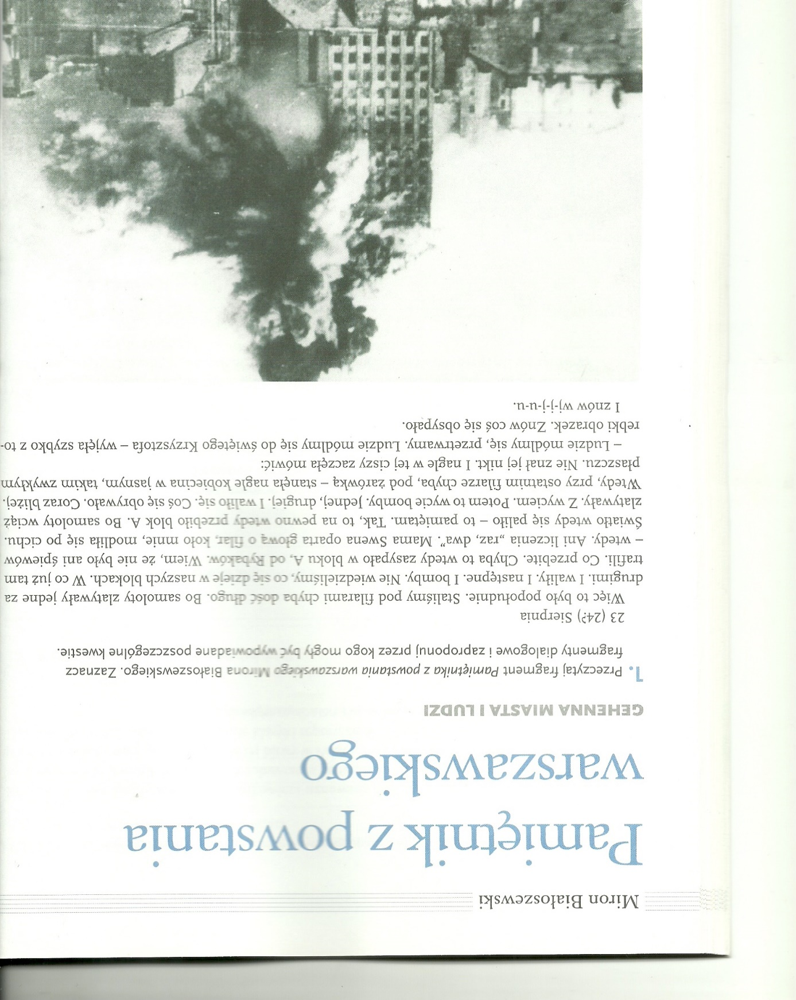 Miron Białoszewski
Pamiętnik z powstania
warszawskiego
GEHENNA MIASTA I LUDZI
1. Przeczytaj fragment Pamiętnika z powstania warszawskiego Mirona Białoszewskiego. Zaznacz
fragmenty dialogowe i zaproponuj przez kogo mogły być wypowiadane poszczególne kwestie.
23 (24?) Sierpnia
Więc to było popołudnie. Staliśmy pod filarami chyba dość długo. Bo samoloty zlatywały jedne za
drugimi. I waliły. I następne. I bomby. Nie wiedzieliśmy, co się dzieje w naszych blokach. W co już tam
trafili. Co przebite. Chyba to wtedy zasypało w bloku A, od Rybaków. Wiem, że nie było ani śpiewów
– wtedy. Ani liczenia „raz, dwa”. Mama Swena oparta głową o filar, koło mnie, modliła się po cichu.
Światło wtedy się paliło – to pamiętam. Tak, to na pewno wtedy przebiło blok A. Bo samoloty wciąż
zlatywały. Z wyciem. Potem to wycie bomby. Jednej, drugiej. I waliło się. Coś się obrywało. Coraz bliżej.
Wtedy, przy ostatnim filarze chyba, pod żarówką – stanęła nagle kobiecina w jasnym, takim zwykłym
płaszczu. Nie znał jej nikt. I nagle w tej ciszy zaczęła mówić:
– Ludzie módlmy się, przetrwamy. Ludzie módlmy się do świętego Krzysztofa – wyjęła szybko z to-
rebki obrazek. Znów coś się obsypało.
I znów wj-j-j-u-u.